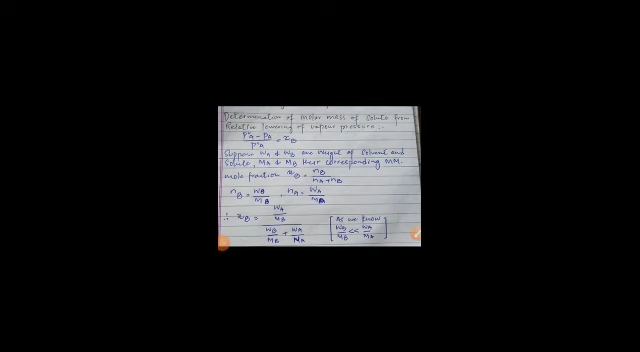 Determination of molar mass of solute from
Relative lowering of vapour pressure:-
P°A - PA / P°A = xB
Suppose WA & WB are weight of solvent and
solute, MA & MB their corresponding MM.
mole fraction xB = nB / nA + nB
nB = WB / MB , nA = WA / MA
∴ xB = WA / MB / WB / MB + WA / MA [As we know WB / MB << WA / MA]